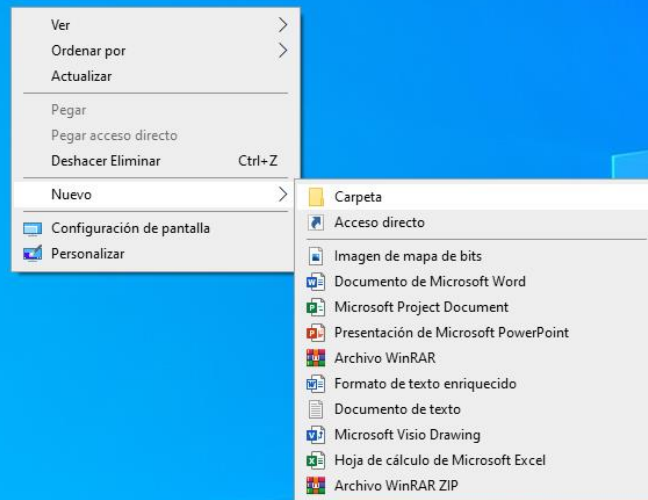 Ver
Ordenar por
Actualizar
Pegar
Pegar acceso directo
Deshacer Eliminar Ctrl+Z
Nuevo
Configuración de pantalla
Personalizar
Carpeta
Acceso directo
Imagen de mapa de bits
Documento de Microsoft Word
Microsoft Project Document
Presentación de Microsoft PowerPoint
Archivo WinRAR
Formato de texto enriquecido
Documento de texto
Microsoft Visio Drawing
Hoja de cálculo de Microsoft Excel
Archivo WinRAR ZIP